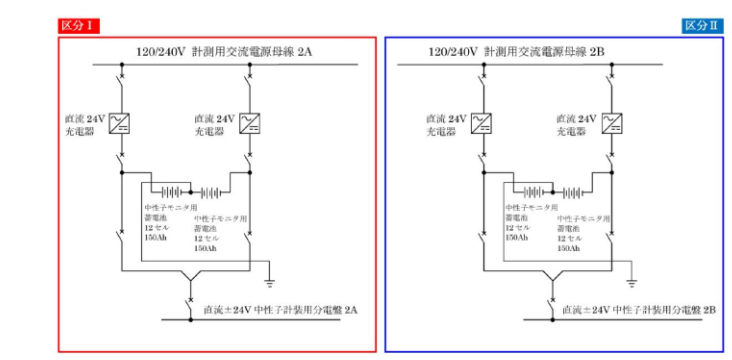 区分Ⅰ
区分Ⅱ
120/240V 計測用交流電源母線 2A
直流 24V
充電器
直流 24V
充電器
中性子モニタ用
蓄電池
12 セル
150Ah
中性子モニタ用
蓄電池
12 セル
150Ah
直流±24V 中性子計装用分電盤 2A
120/240V 計測用交流電源母線 2B
直流 24V
充電器
直流 24V
充電器
中性子モニタ用
蓄電池
12 セル
150Ah
中性子モニタ用
蓄電池
12 セル
150Ah
直流±24V 中性子計装用分電盤 2B